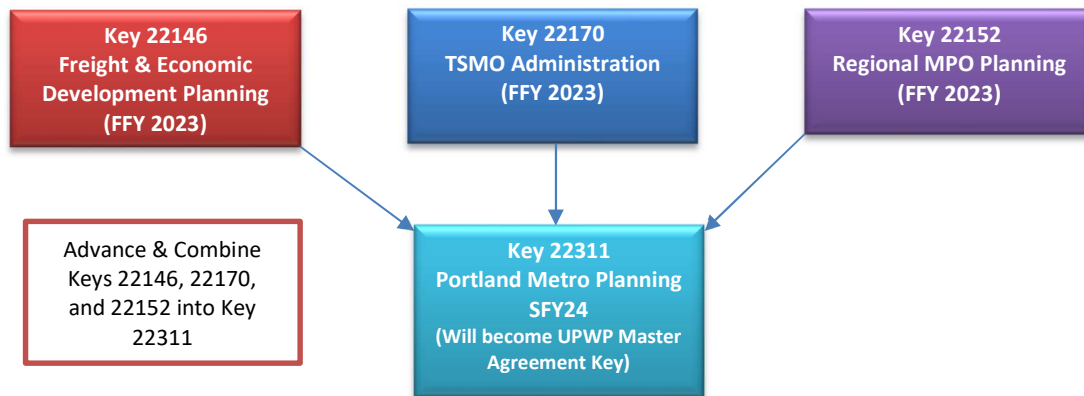 Key 22146
Freight & Economic
Development Planning
(FFY 2023)
Key 22170
TSMO Administration
(FFY 2023)
Key 22152
Regional MPO Planning
(FFY 2023)
Advance & Combine
Keys 22146, 22170,
and 22152 into Key
22311
Key 22311
Portland Metro Planning
SFY24
(Will become UPWP Master
Agreement Key)